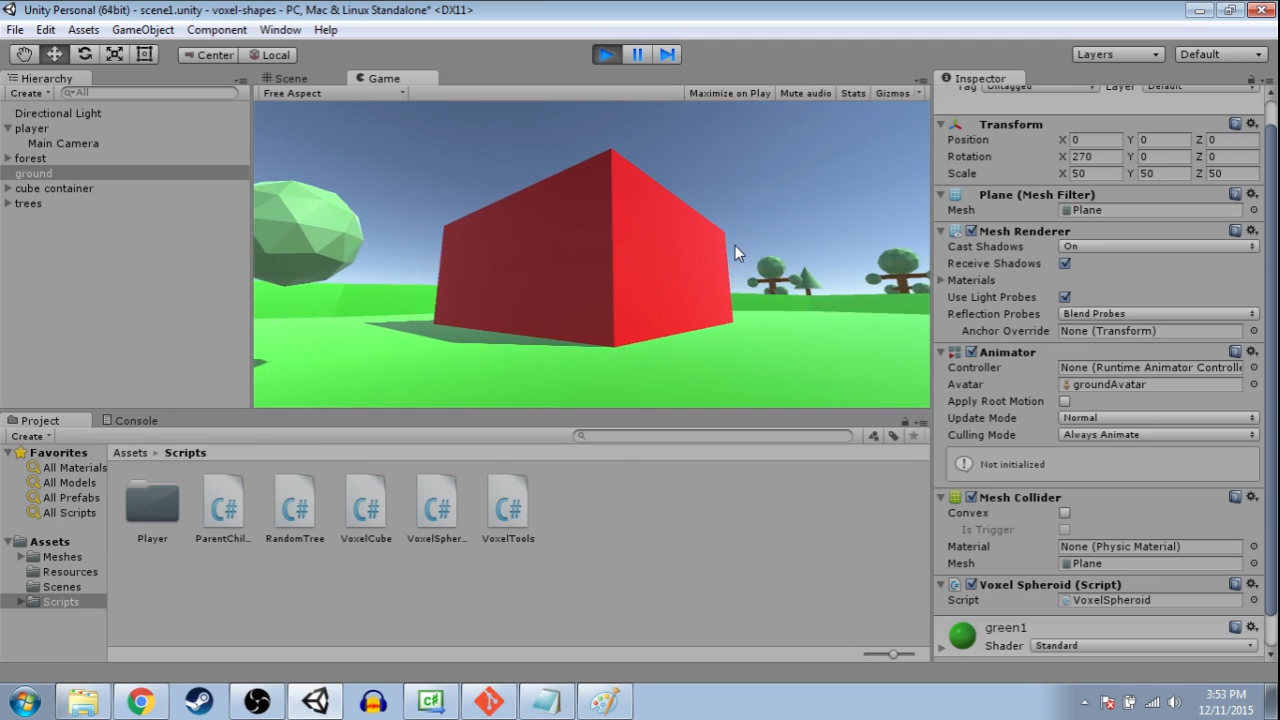 Unity Personal (64bit) - scene1.unity - voxel-shapes - PC, Mac & Linux Standalone* <DX11>
File Edit Assets GameObject Component Window Help
Center Local Layers Default
Hierarchy
Create All
Directional Light
player
Main Camera
forest
ground
cube container
trees
Scene Game
Free Aspect Maximize on Play Mute audio Stats Gizmos
Inspector
Tag Untagged Layer Default
Transform
Position X 0 Y 0 Z 0
Rotation X 270 Y 0 Z 0
Scale X 50 Y 50 Z 50
Plane (Mesh Filter)
Mesh Plane
Mesh Renderer
Cast Shadows On
Receive Shadows
Materials
Use Light Probes
Reflection Probes Blend Probes
Anchor Override None (Transform)
Animator
Controller None (Runtime Animator Controlle
Avatar groundAvatar
Apply Root Motion
Update Mode Normal
Culling Mode Always Animate
Not initialized
Mesh Collider
Convex
Is Trigger
Material None (Physic Material)
Mesh Plane
Voxel Spheroid (Script)
Script VoxelSpheroid
green1
Shader Standard
Project Console
Create
Favorites
All Materials
All Models
All Prefabs
All Scripts
Assets
Meshes
Resources
Scenes
Scripts
Assets Scripts
C# C# C# C# C#
Player ParentChil... RandomTree VoxelCube VoxelSpher... VoxelTools
C#
3:53 PM
12/11/2015